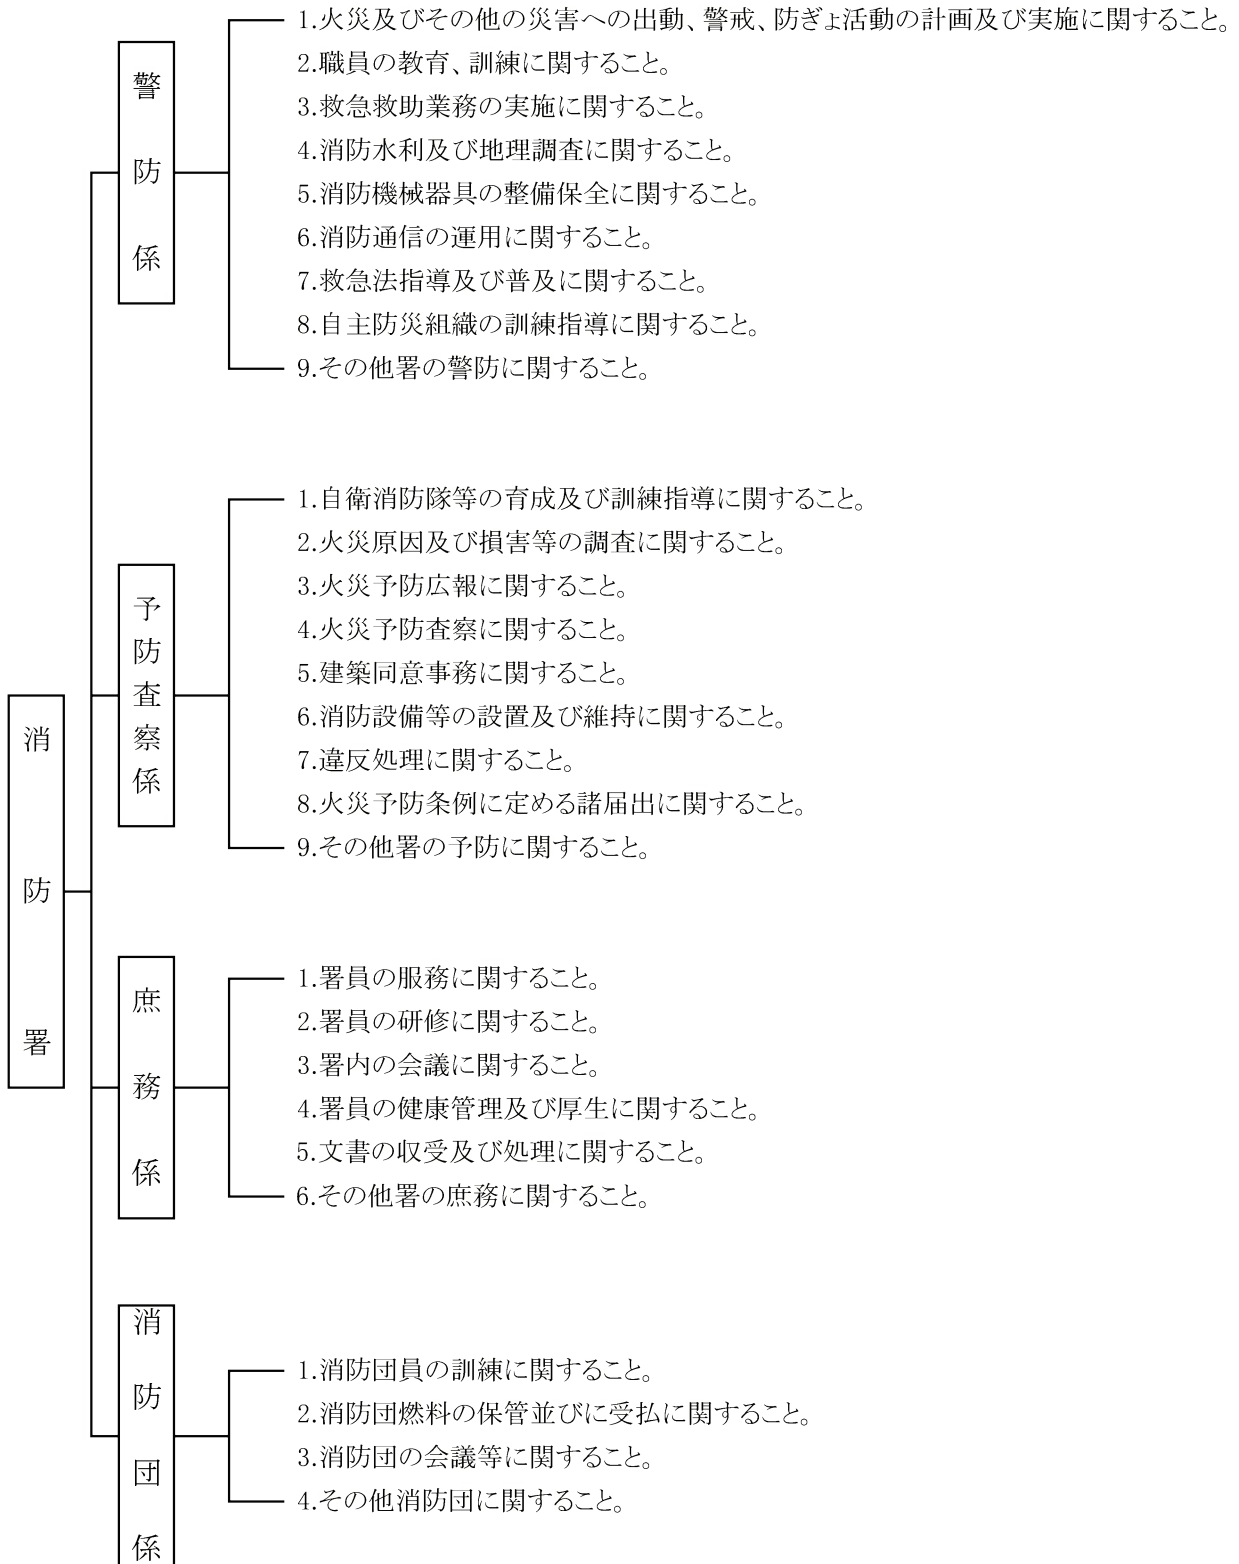 消防署
警防係
1.火災及びその他の災害への出動、警戒、防ぎょ活動の計画及び実施に関すること。
2.職員の教育、訓練に関すること。
3.救急救助業務の実施に関すること。
4.消防水利及び地理調査に関すること。
5.消防機械器具の整備保全に関すること。
6.消防通信の運用に関すること。
7.救急法指導及び普及に関すること。
8.自主防災組織の訓練指導に関すること。
9.その他署の警防に関すること。
予防査察係
1.自衛消防隊等の育成及び訓練指導に関すること。
2.火災原因及び損害等の調査に関すること。
3.火災予防広報に関すること。
4.火災予防査察に関すること。
5.建築同意事務に関すること。
6.消防設備等の設置及び維持に関すること。
7.違反処理に関すること。
8.火災予防条例に定める諸届出に関すること。
9.その他署の予防に関すること。
庶務係
1.署員の服務に関すること。
2.署員の研修に関すること。
3.署内の会議に関すること。
4.署員の健康管理及び厚生に関すること。
5.文書の収受及び処理に関すること。
6.その他署の庶務に関すること。
消防団係
1.消防団員の訓練に関すること。
2.消防団燃料の保管並びに受払に関すること。
3.消防団の会議等に関すること。
4.その他消防団に関すること。